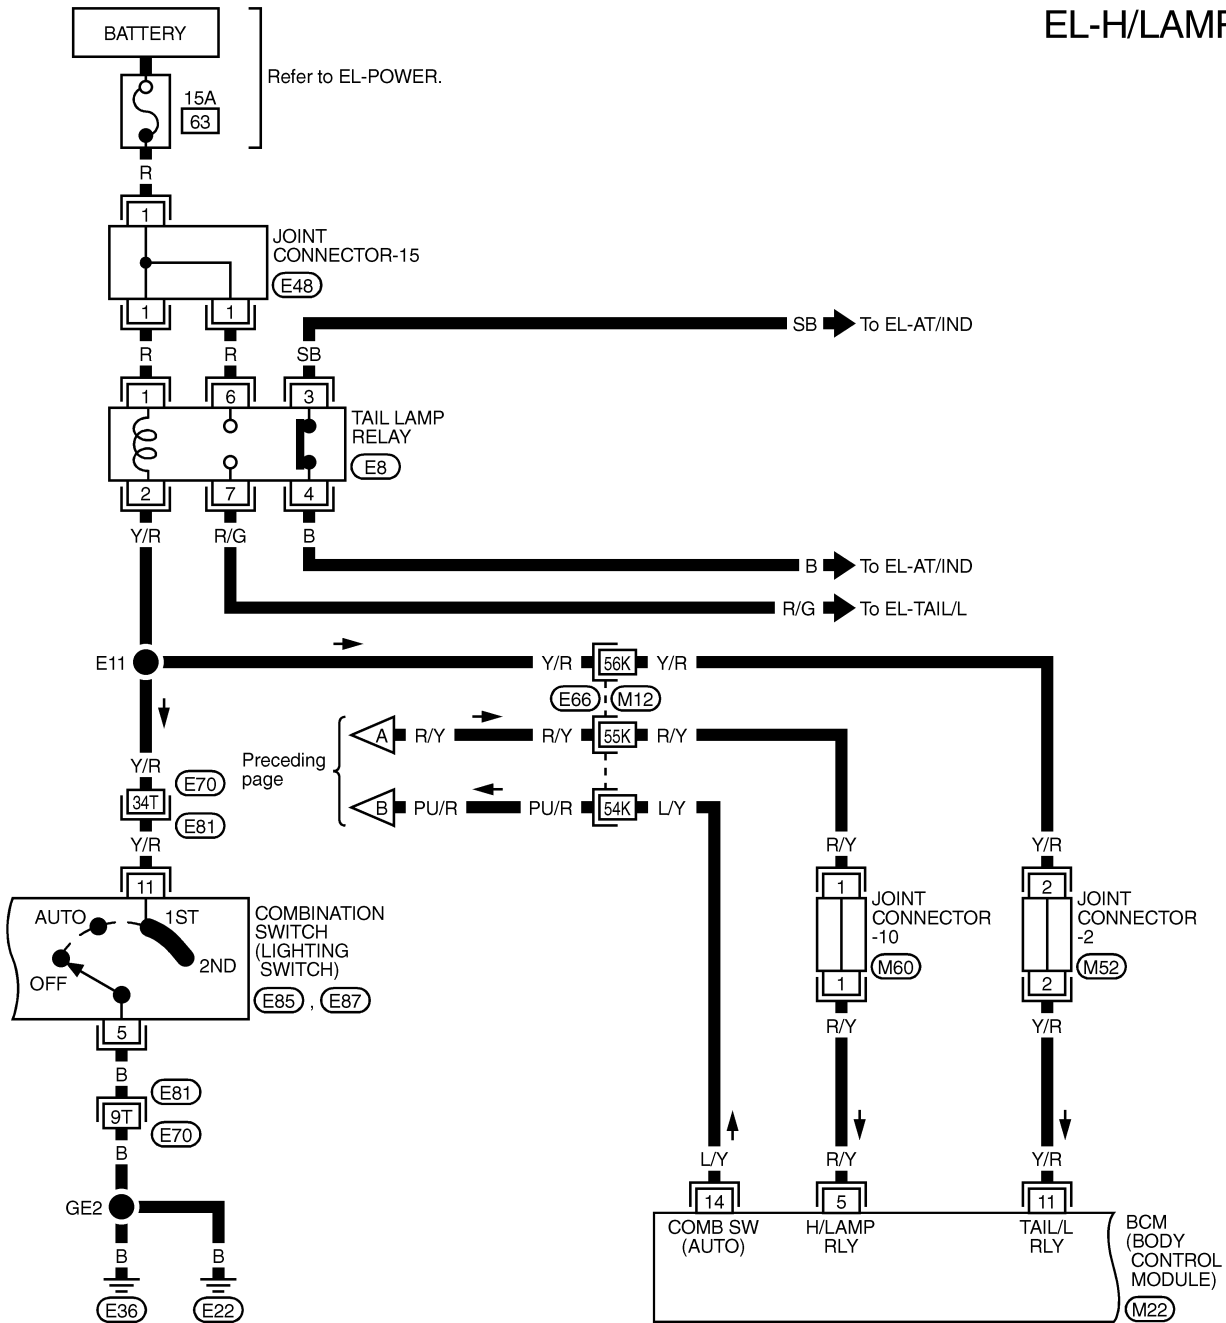 EL-H/LAMP
BATTERY
Refer to EL-POWER.
15A
63
R
1
JOINT
CONNECTOR-15
E48
1 1
SB To EL-AT/IND
R R SB
1 6 3
TAIL LAMP
RELAY
E8
2 7 4
Y/R R/G B
B To EL-AT/IND
R/G To EL-TAIL/L
E11 Y/R 56K Y/R
E66 M12
A R/Y R/Y 55K R/Y
Preceding
page
B PU/R PU/R 54K L/Y
Y/R
E70
34T
E81
Y/R
11
AUTO 1ST
OFF 2ND
COMBINATION
SWITCH
(LIGHTING
SWITCH)
E85 , E87
5
B
E81
9T
E70
B
GE2
B B
E36 E22
R/Y Y/R
1 2
JOINT
CONNECTOR
-10
M60
JOINT
CONNECTOR
-2
M52
1 2
R/Y Y/R
L/Y R/Y Y/R
14 5 11
COMB SW
(AUTO)
H/LAMP
RLY
TAIL/L
RLY
BCM
(BODY
CONTROL
MODULE)
M22